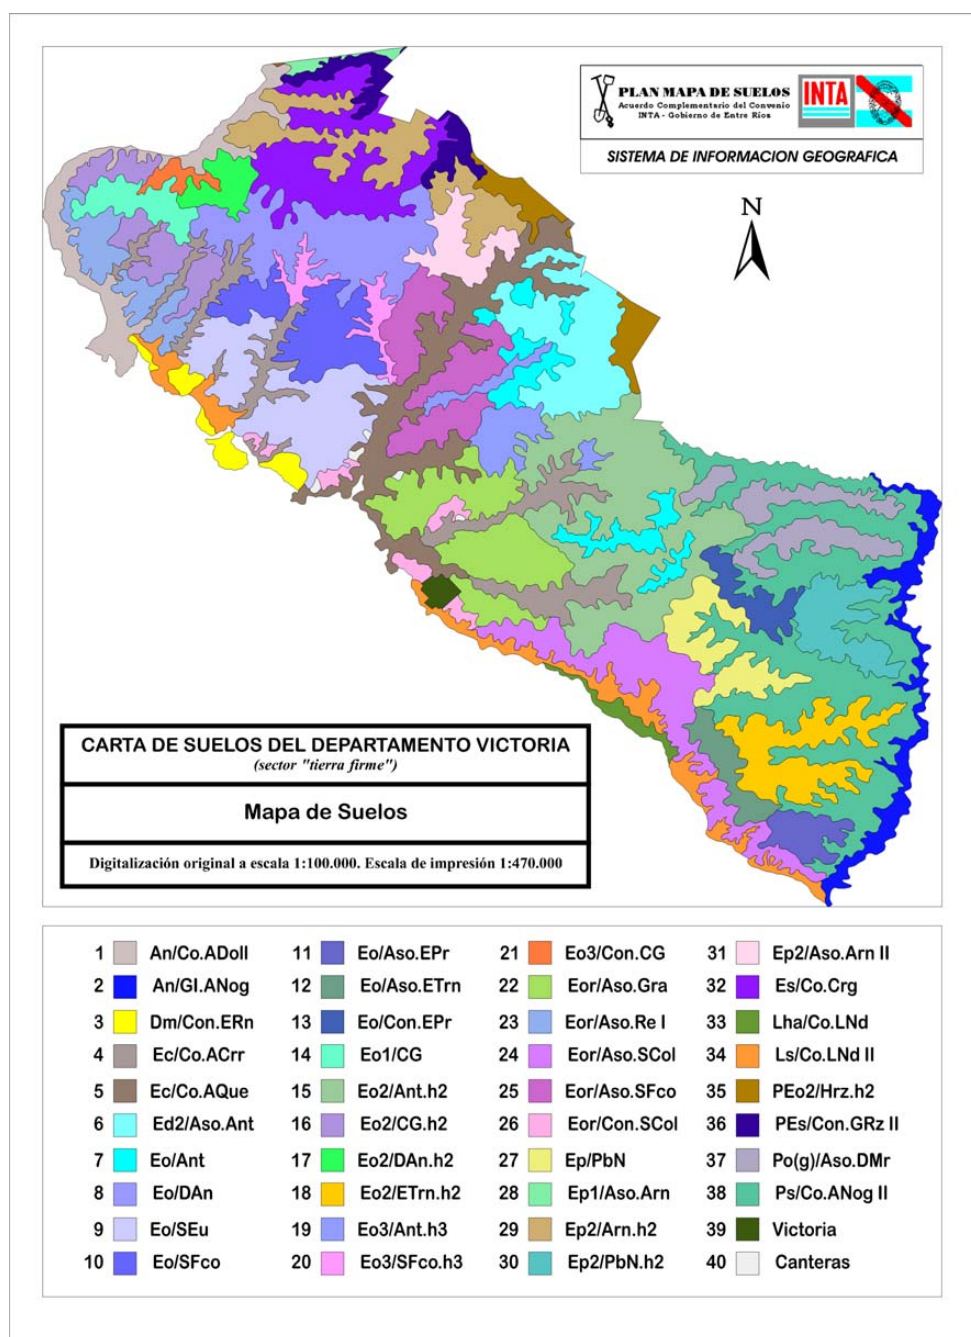 PLAN MAPA DE SUELOS
Acuerdo Complementario del Convenio
INTA - Gobierno de Entre Ríos
INTA
SISTEMA DE INFORMACION GEOGRAFICA
N
CARTA DE SUELOS DEL DEPARTAMENTO VICTORIA
(sector "tierra firme")
Mapa de Suelos
Digitalización original a escala 1:100.000. Escala de impresión 1:470.000
1 An/Co.ADoll
2 An/GI.ANog
3 Dm/Con.ERn
4 Ec/Co.ACrr
5 Ec/Co.AQue
6 Ed2/Aso.Ant
7 Eo/Ant
8 Eo/DAn
9 Eo/SEu
10 Eo/SFco
11 Eo/Aso.EPr
12 Eo/Aso.ETrn
13 Eo/Con.EPr
14 Eo1/CG
15 Eo2/Ant.h2
16 Eo2/CG.h2
17 Eo2/DAn.h2
18 Eo2/ETrn.h2
19 Eo3/Ant.h3
20 Eo3/SFco.h3
21 Eo3/Con.CG
22 Eor/Aso.Gra
23 Eor/Aso.Re I
24 Eor/Aso.SCol
25 Eor/Aso.SFco
26 Eor/Con.SCol
27 Ep/PbN
28 Ep1/Aso.Arn
29 Ep2/Arn.h2
30 Ep2/PbN.h2
31 Ep2/Aso.Arn II
32 Es/Co.Crg
33 Lha/Co.LNd
34 Ls/Co.LNd II
35 PEo2/Hrz.h2
36 PEs/Con.GRz II
37 Po(g)/Aso.DMr
38 Ps/Co.ANog II
39 Victoria
40 Canteras